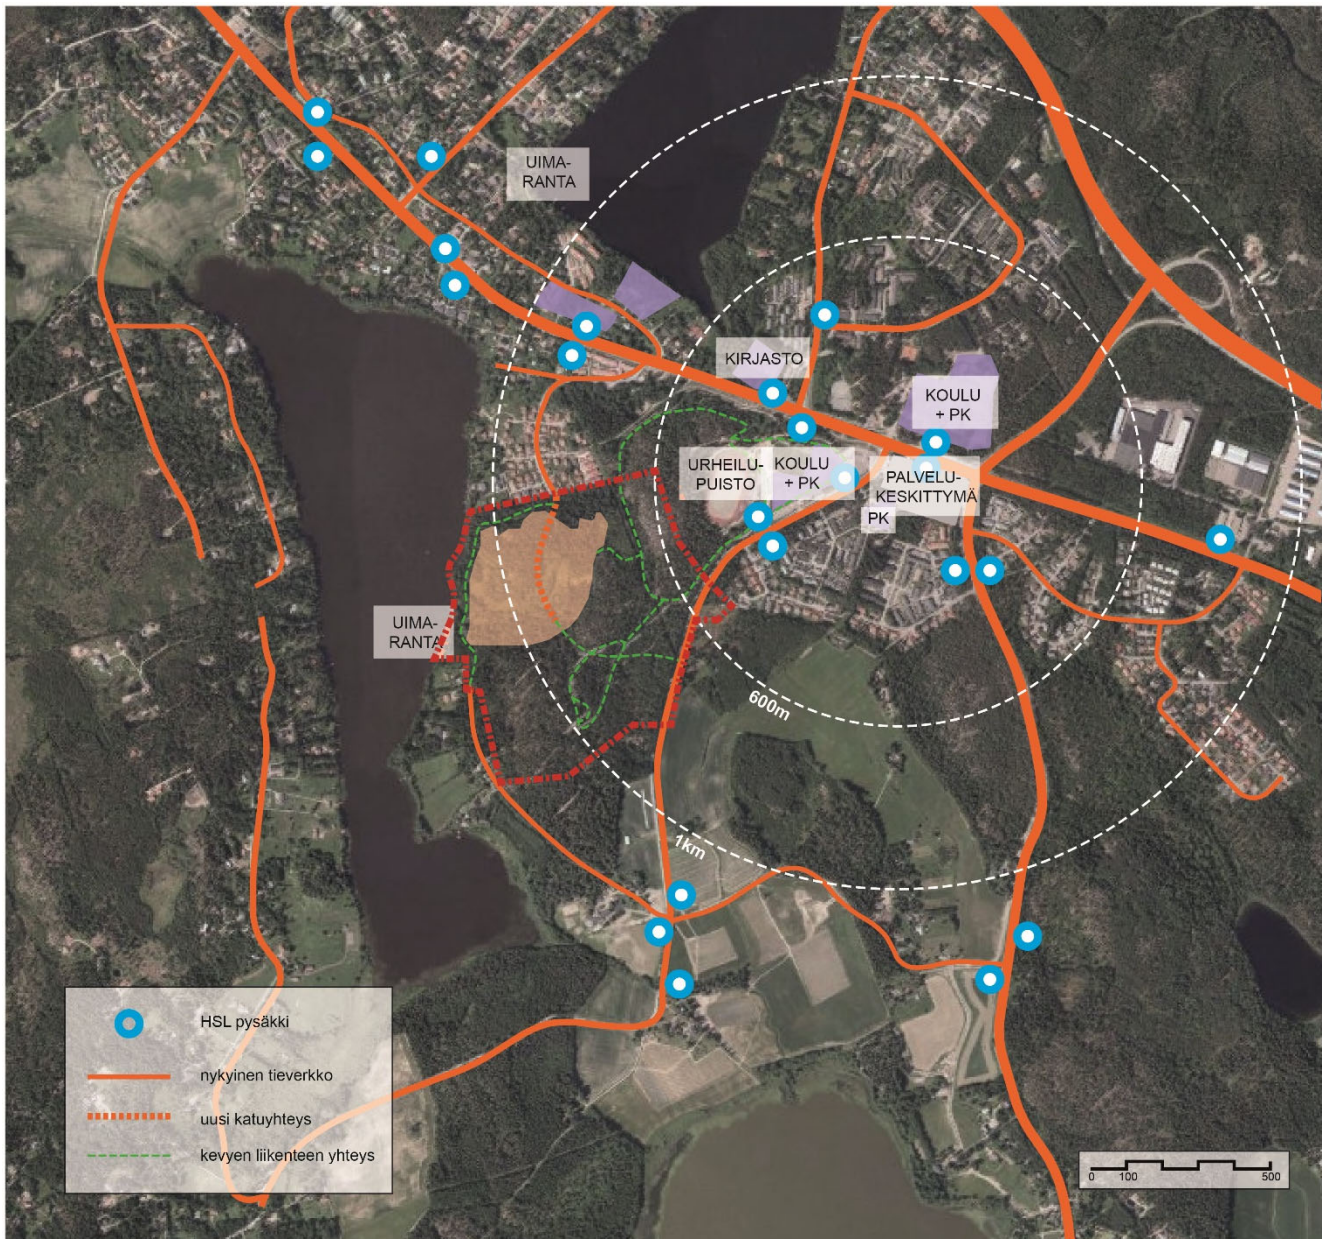 UIMA-
RANTA
KIRJASTO
KOULU
+ PK
URHEILU-
PUISTO
KOULU
+ PK
PALVELU-
KESKITTYMÄ
PK
UIMA-
RANTA
600m
1km
HSL pysäkki
nykyinen tieverkko
uusi katuyhteys
kevyen liikenteen yhteys
0 100 500